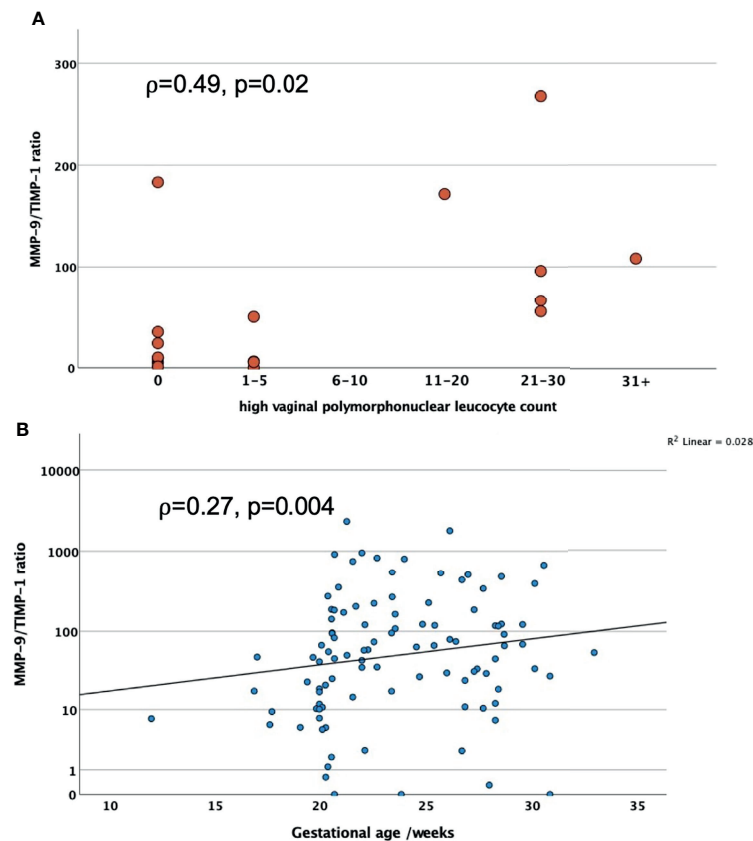 A
ρ=0.49, p=0.02
300
200
100
0
MMP-9/TIMP-1 ratio
0 1-5 6-10 11-20 21-30 31+
high vaginal polymorphonuclear leucocyte count
B
R² Linear = 0.028
ρ=0.27, p=0.004
10000
1000
100
10
1
0
MMP-9/TIMP-1 ratio
10 15 20 25 30 35
Gestational age /weeks